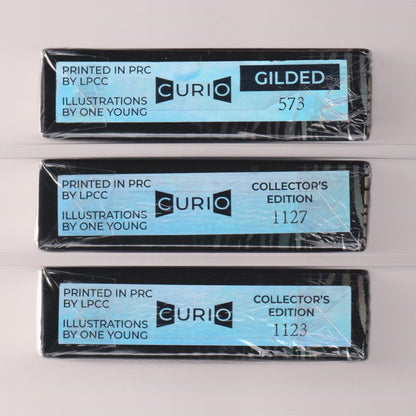 PRINTED IN PRC
BY LPCC
ILLUSTRATIONS
BY ONE YOUNG
CURIO
GILDED
573
PRINTED IN PRC
BY LPCC
ILLUSTRATIONS
BY ONE YOUNG
CURIO
COLLECTOR'S
EDITION
1127
PRINTED IN PRC
BY LPCC
ILLUSTRATIONS
BY ONE YOUNG
CURIO
COLLECTOR'S
EDITION
1123